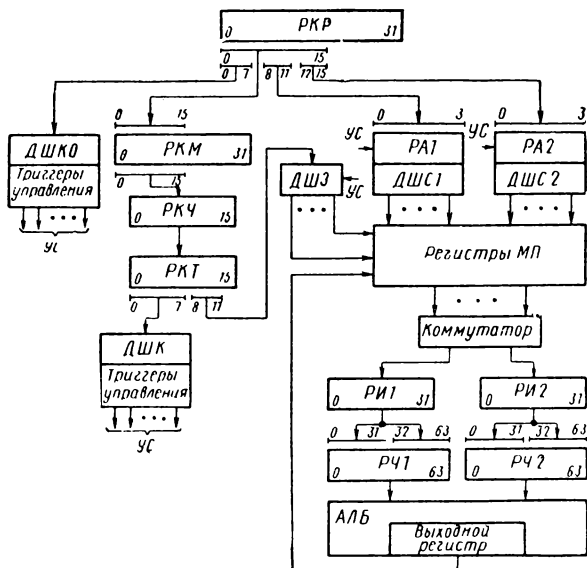 РКР
0 31
0 15
0 7 8 11 12 15
0 15
0 3
0 3
ДШКО
Триггеры
управления
УС
РКМ
0 31
0 15
РКЧ
0 15
РКТ
0 15
0 7 8 11
ДШК
Триггеры
управления
УС
ДШЗ
УС
УС
РА1
ДШС1
УС
РА2
ДШС2
Регистры МП
Коммутатор
РИ1
0 31
РИ2
0 31
0 31 32 63
0 31 32 63
РЧ1
0 63
РЧ2
0 63
АЛБ
Выходной
регистр